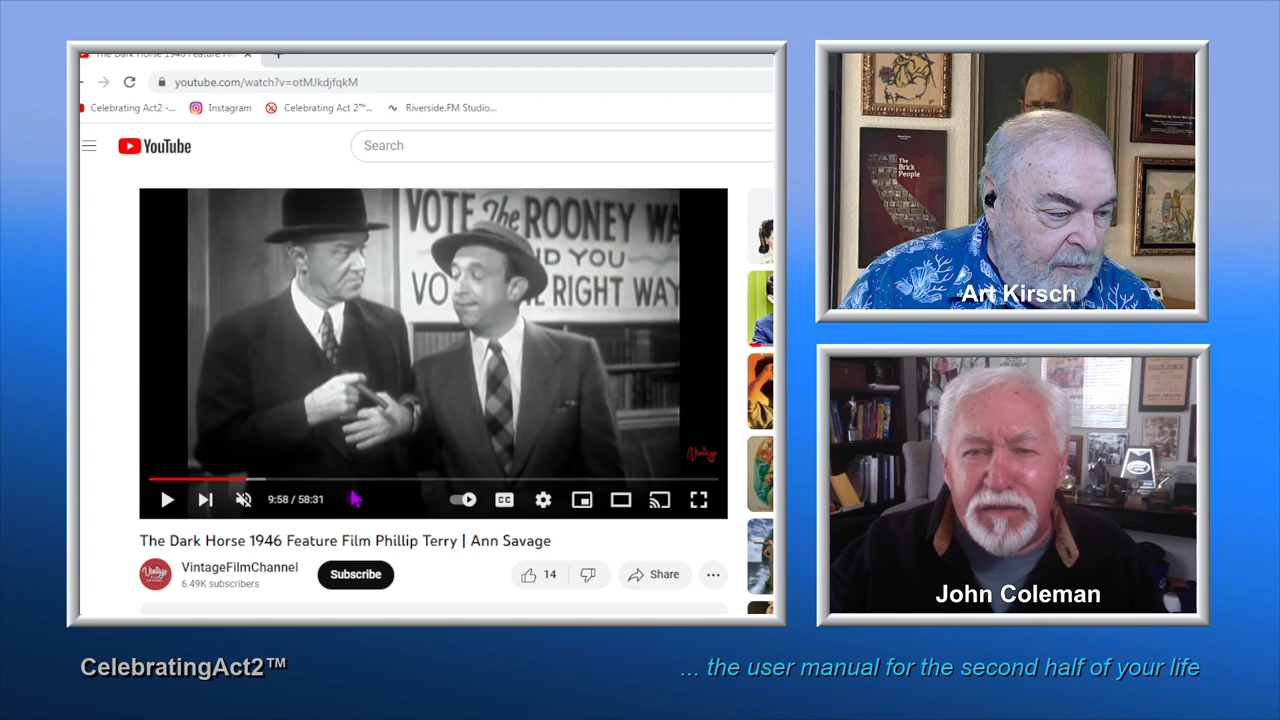 The Dark Horse 1946 Feature Fi...
youtube.com/watch?v=otMJkdjfqkM
Celebrating Act2 -...
Instagram
Celebrating Act 2™...
Riverside.FM Studio...
YouTube
Search
VOTE The ROONEY WA
ND YOU
VO
RIGHT WAY
Vintage
9:58 / 58:31
CC
The Dark Horse 1946 Feature Film Phillip Terry | Ann Savage
VintageFilmChannel
6.49K subscribers
Subscribe
14
Share
The
Brick
People
Art Kirsch
John Coleman
CelebratingAct2™
... the user manual for the second half of your life